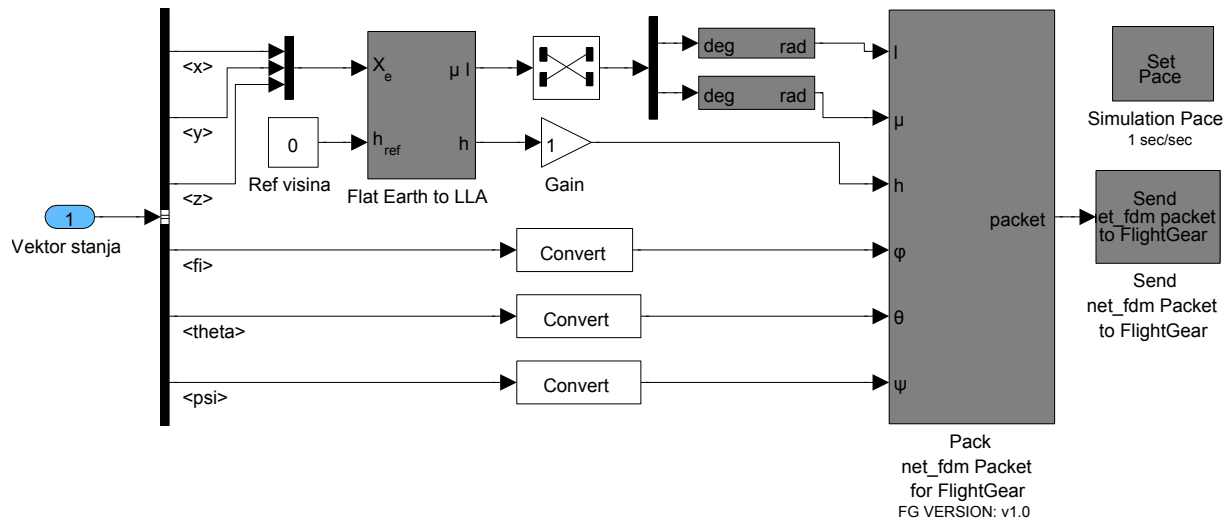 1
Vektor stanja
<x>
<y>
<z>
<fi>
<theta>
<psi>
0
Ref visina
X_e
h_ref
μ l
h
Flat Earth to LLA
1
Gain
deg rad
deg rad
Convert
Convert
Convert
l
μ
h
φ
θ
ψ
packet
Pack
net_fdm Packet
for FlightGear
FG VERSION: v1.0
Set
Pace
Simulation Pace
1 sec/sec
Send
et_fdm packet
to FlightGear
Send
net_fdm Packet
to FlightGear